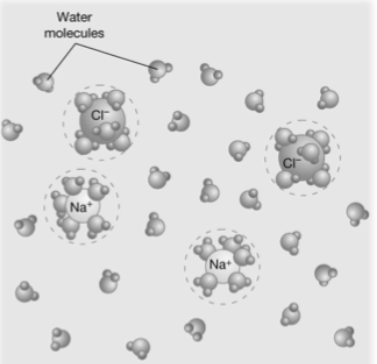 Water
molecules
Cl⁻
Cl⁻
Na⁺
Na⁺